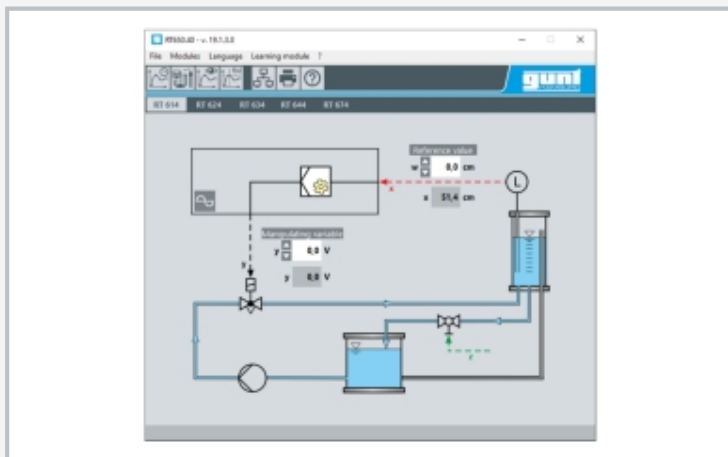 RT650.40 - v. 19.1.3.0
File Modules Language Learning module ?
gunt
RT 614 RT 624 RT 634 RT 644 RT 674
Reference value
w 0,0 cm
x
x 51,4 cm
L
Manipulating variable
y 0,0 V
y
y 0,0 V
z